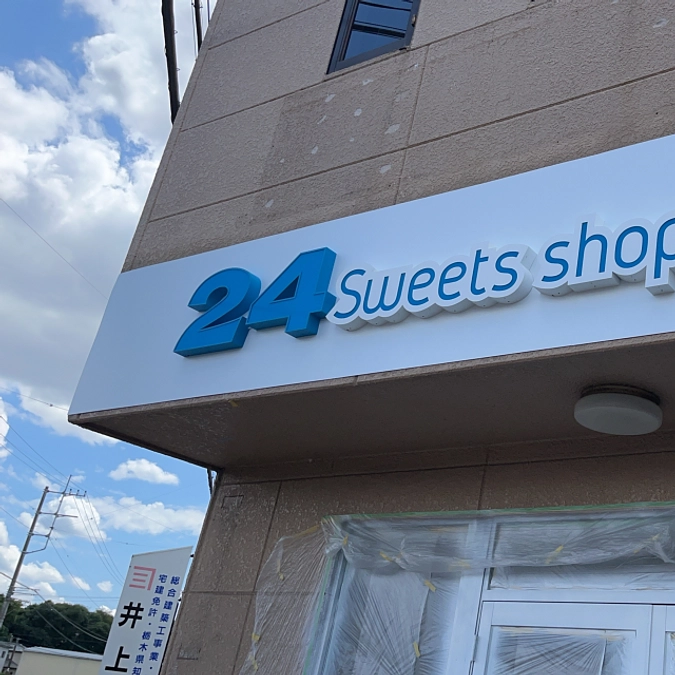 24 Sweets shop
総合建築工事業・
宅建免許・栃木県知
井上